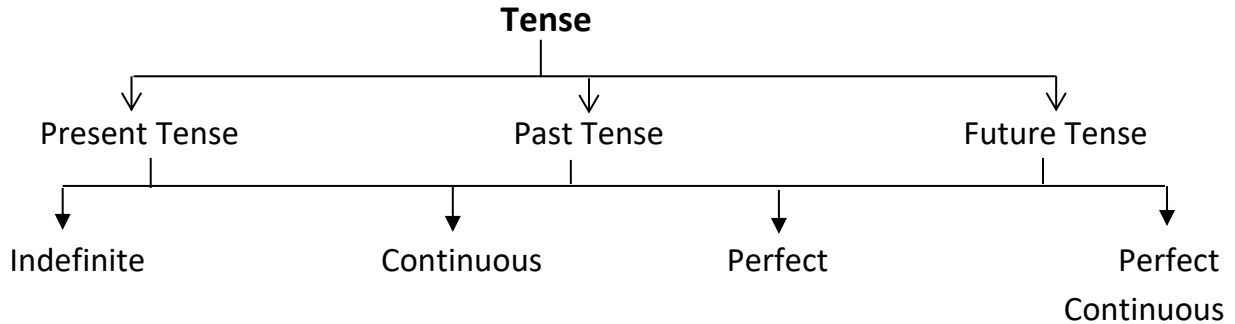 Tense
Present Tense Past Tense Future Tense
Indefinite Continuous Perfect Perfect
Continuous